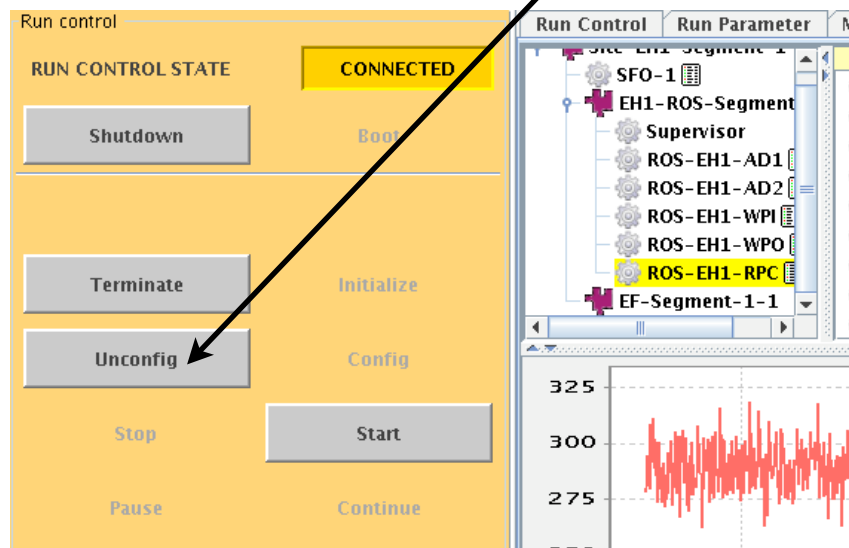 Run control
RUN CONTROL STATE
CONNECTED
Shutdown
Boot
Terminate
Initialize
Unconfig
Config
Stop
Start
Pause
Continue
Run Control
Run Parameter
SFO-1
EH1-ROS-Segment
Supervisor
ROS-EH1-AD1
ROS-EH1-AD2
ROS-EH1-WPI
ROS-EH1-WPO
ROS-EH1-RPC
EF-Segment-1-1
325
300
275